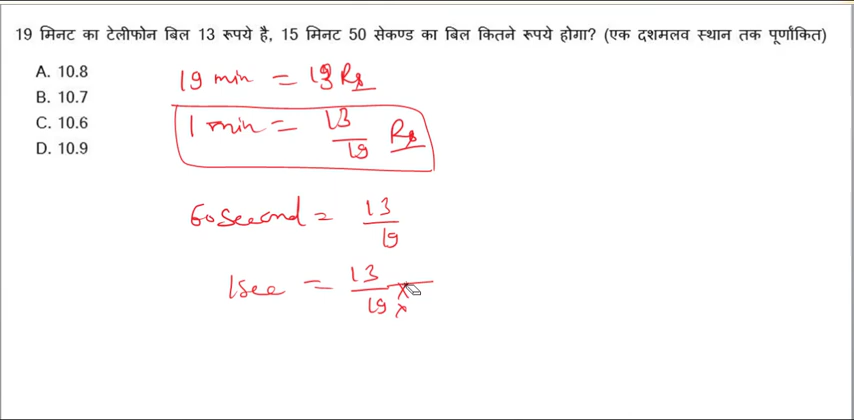 19 मिनट का टेलीफोन बिल 13 रूपये है, 15 मिनट 50 सेकण्ड का बिल कितने रूपये होगा? (एक दशमलव स्थान तक पूर्णांकित)
A. 10.8
B. 10.7
C. 10.6
D. 10.9
19 min = 13 Rs
1 min = 13/19 Rs
60 Second = 13/19
1 Sec = 13/19 ×